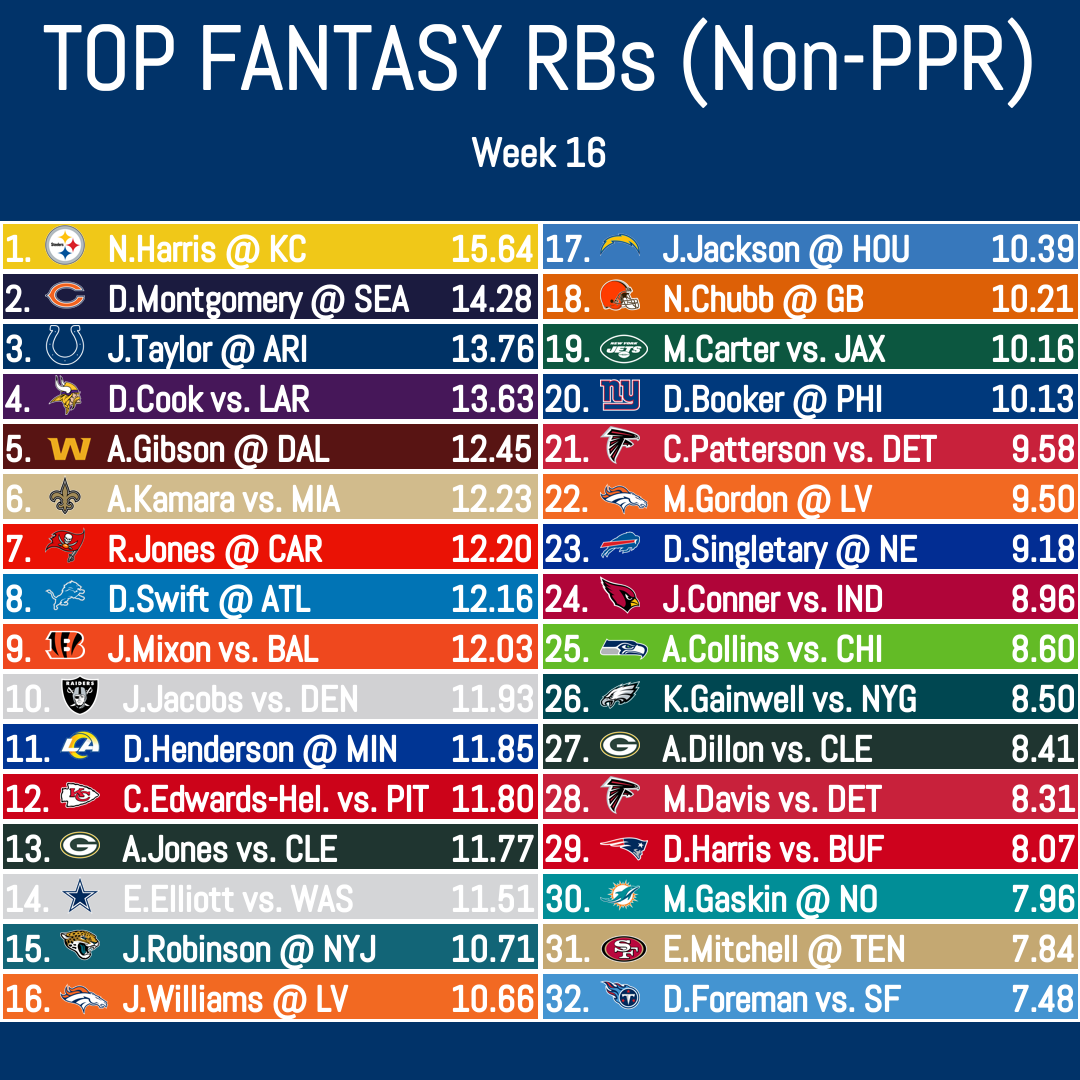 TOP FANTASY RBs (Non-PPR)
Week 16
1. N.Harris @ KC 15.64
2. D.Montgomery @ SEA 14.28
3. J.Taylor @ ARI 13.76
4. D.Cook vs. LAR 13.63
5. A.Gibson @ DAL 12.45
6. A.Kamara vs. MIA 12.23
7. R.Jones @ CAR 12.20
8. D.Swift @ ATL 12.16
9. J.Mixon vs. BAL 12.03
10. J.Jacobs vs. DEN 11.93
11. D.Henderson @ MIN 11.85
12. C.Edwards-Hel. vs. PIT 11.80
13. A.Jones vs. CLE 11.77
14. E.Elliott vs. WAS 11.51
15. J.Robinson @ NYJ 10.71
16. J.Williams @ LV 10.66
17. J.Jackson @ HOU 10.39
18. N.Chubb @ GB 10.21
19. NEW YORK JETS M.Carter vs. JAX 10.16
20. ny D.Booker @ PHI 10.13
21. C.Patterson vs. DET 9.58
22. M.Gordon @ LV 9.50
23. D.Singletary @ NE 9.18
24. J.Conner vs. IND 8.96
25. A.Collins vs. CHI 8.60
26. K.Gainwell vs. NYG 8.50
27. A.Dillon vs. CLE 8.41
28. M.Davis vs. DET 8.31
29. D.Harris vs. BUF 8.07
30. M.Gaskin @ NO 7.96
31. E.Mitchell @ TEN 7.84
32. D.Foreman vs. SF 7.48